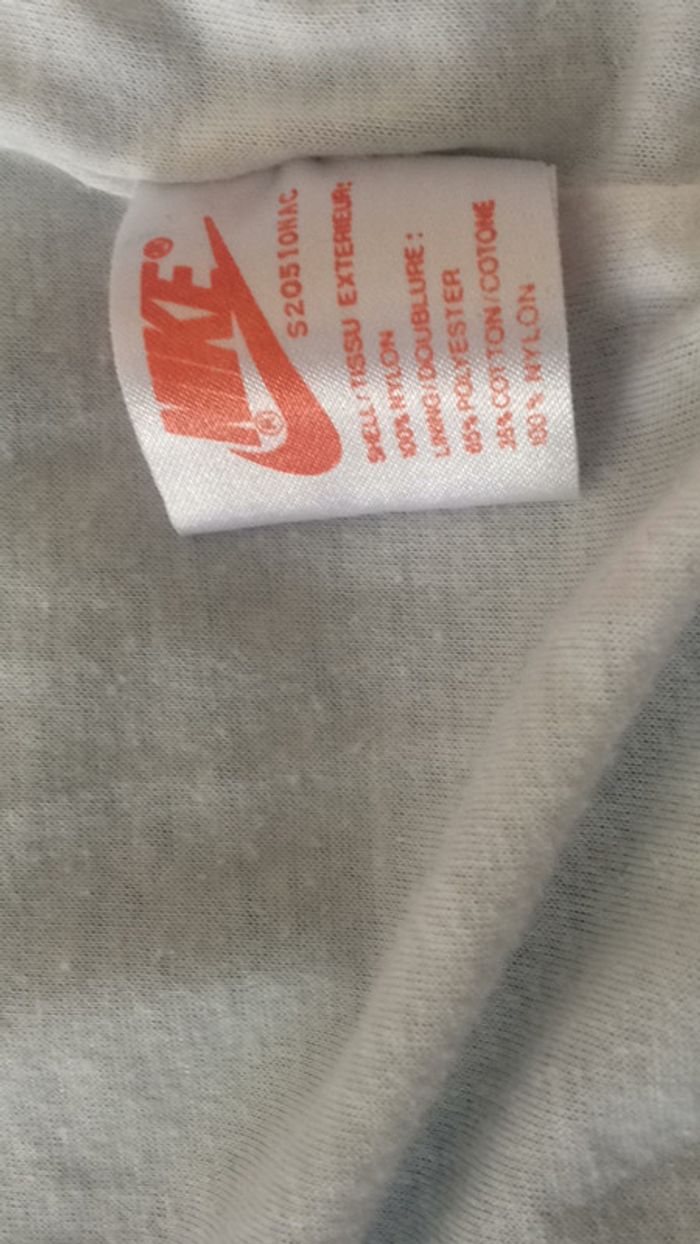 NIKE®
®
S20510HAC
SHELL/TISSU EXTERIEUR:
100% NYLON
LINING/DOUBLURE:
65% POLYESTER
35% COTTON/COTONE
100% NYLON